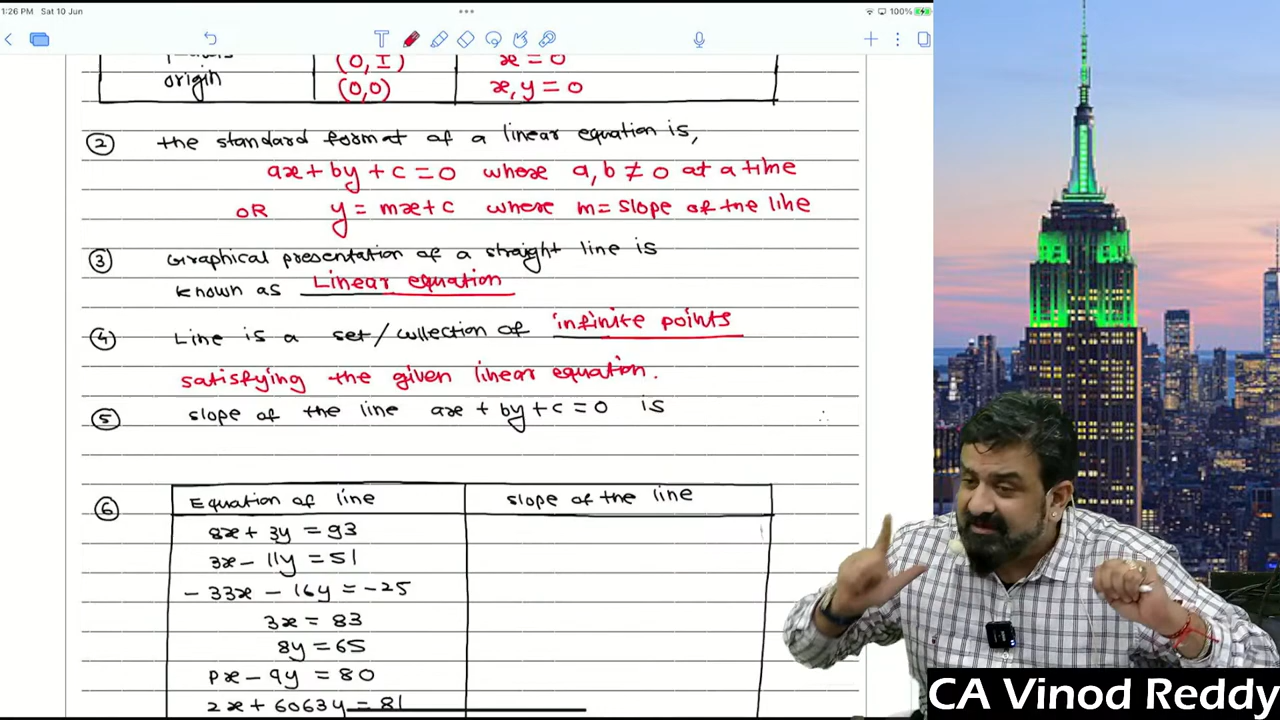 1:26 PM Sat 10 Jun
100%
(0, I) x = 0
origin (0,0) x, y = 0
② the standard format of a linear equation is,
ax + by + c = 0 where a, b ≠ 0 at a time
OR y = mx + c where m = slope of the line
③ Graphical presentation of a straight line is
known as Linear equation
④ Line is a set/collection of infinite points
satisfying the given linear equation.
⑤ slope of the line ax + by + c = 0 is
⑥ Equation of line slope of the line
8x + 3y = 93
3x - 11y = 51
- 33x - 16y = -25
3x = 83
8y = 65
px - qy = 80
2x + 6063y = 81
CA Vinod Reddy